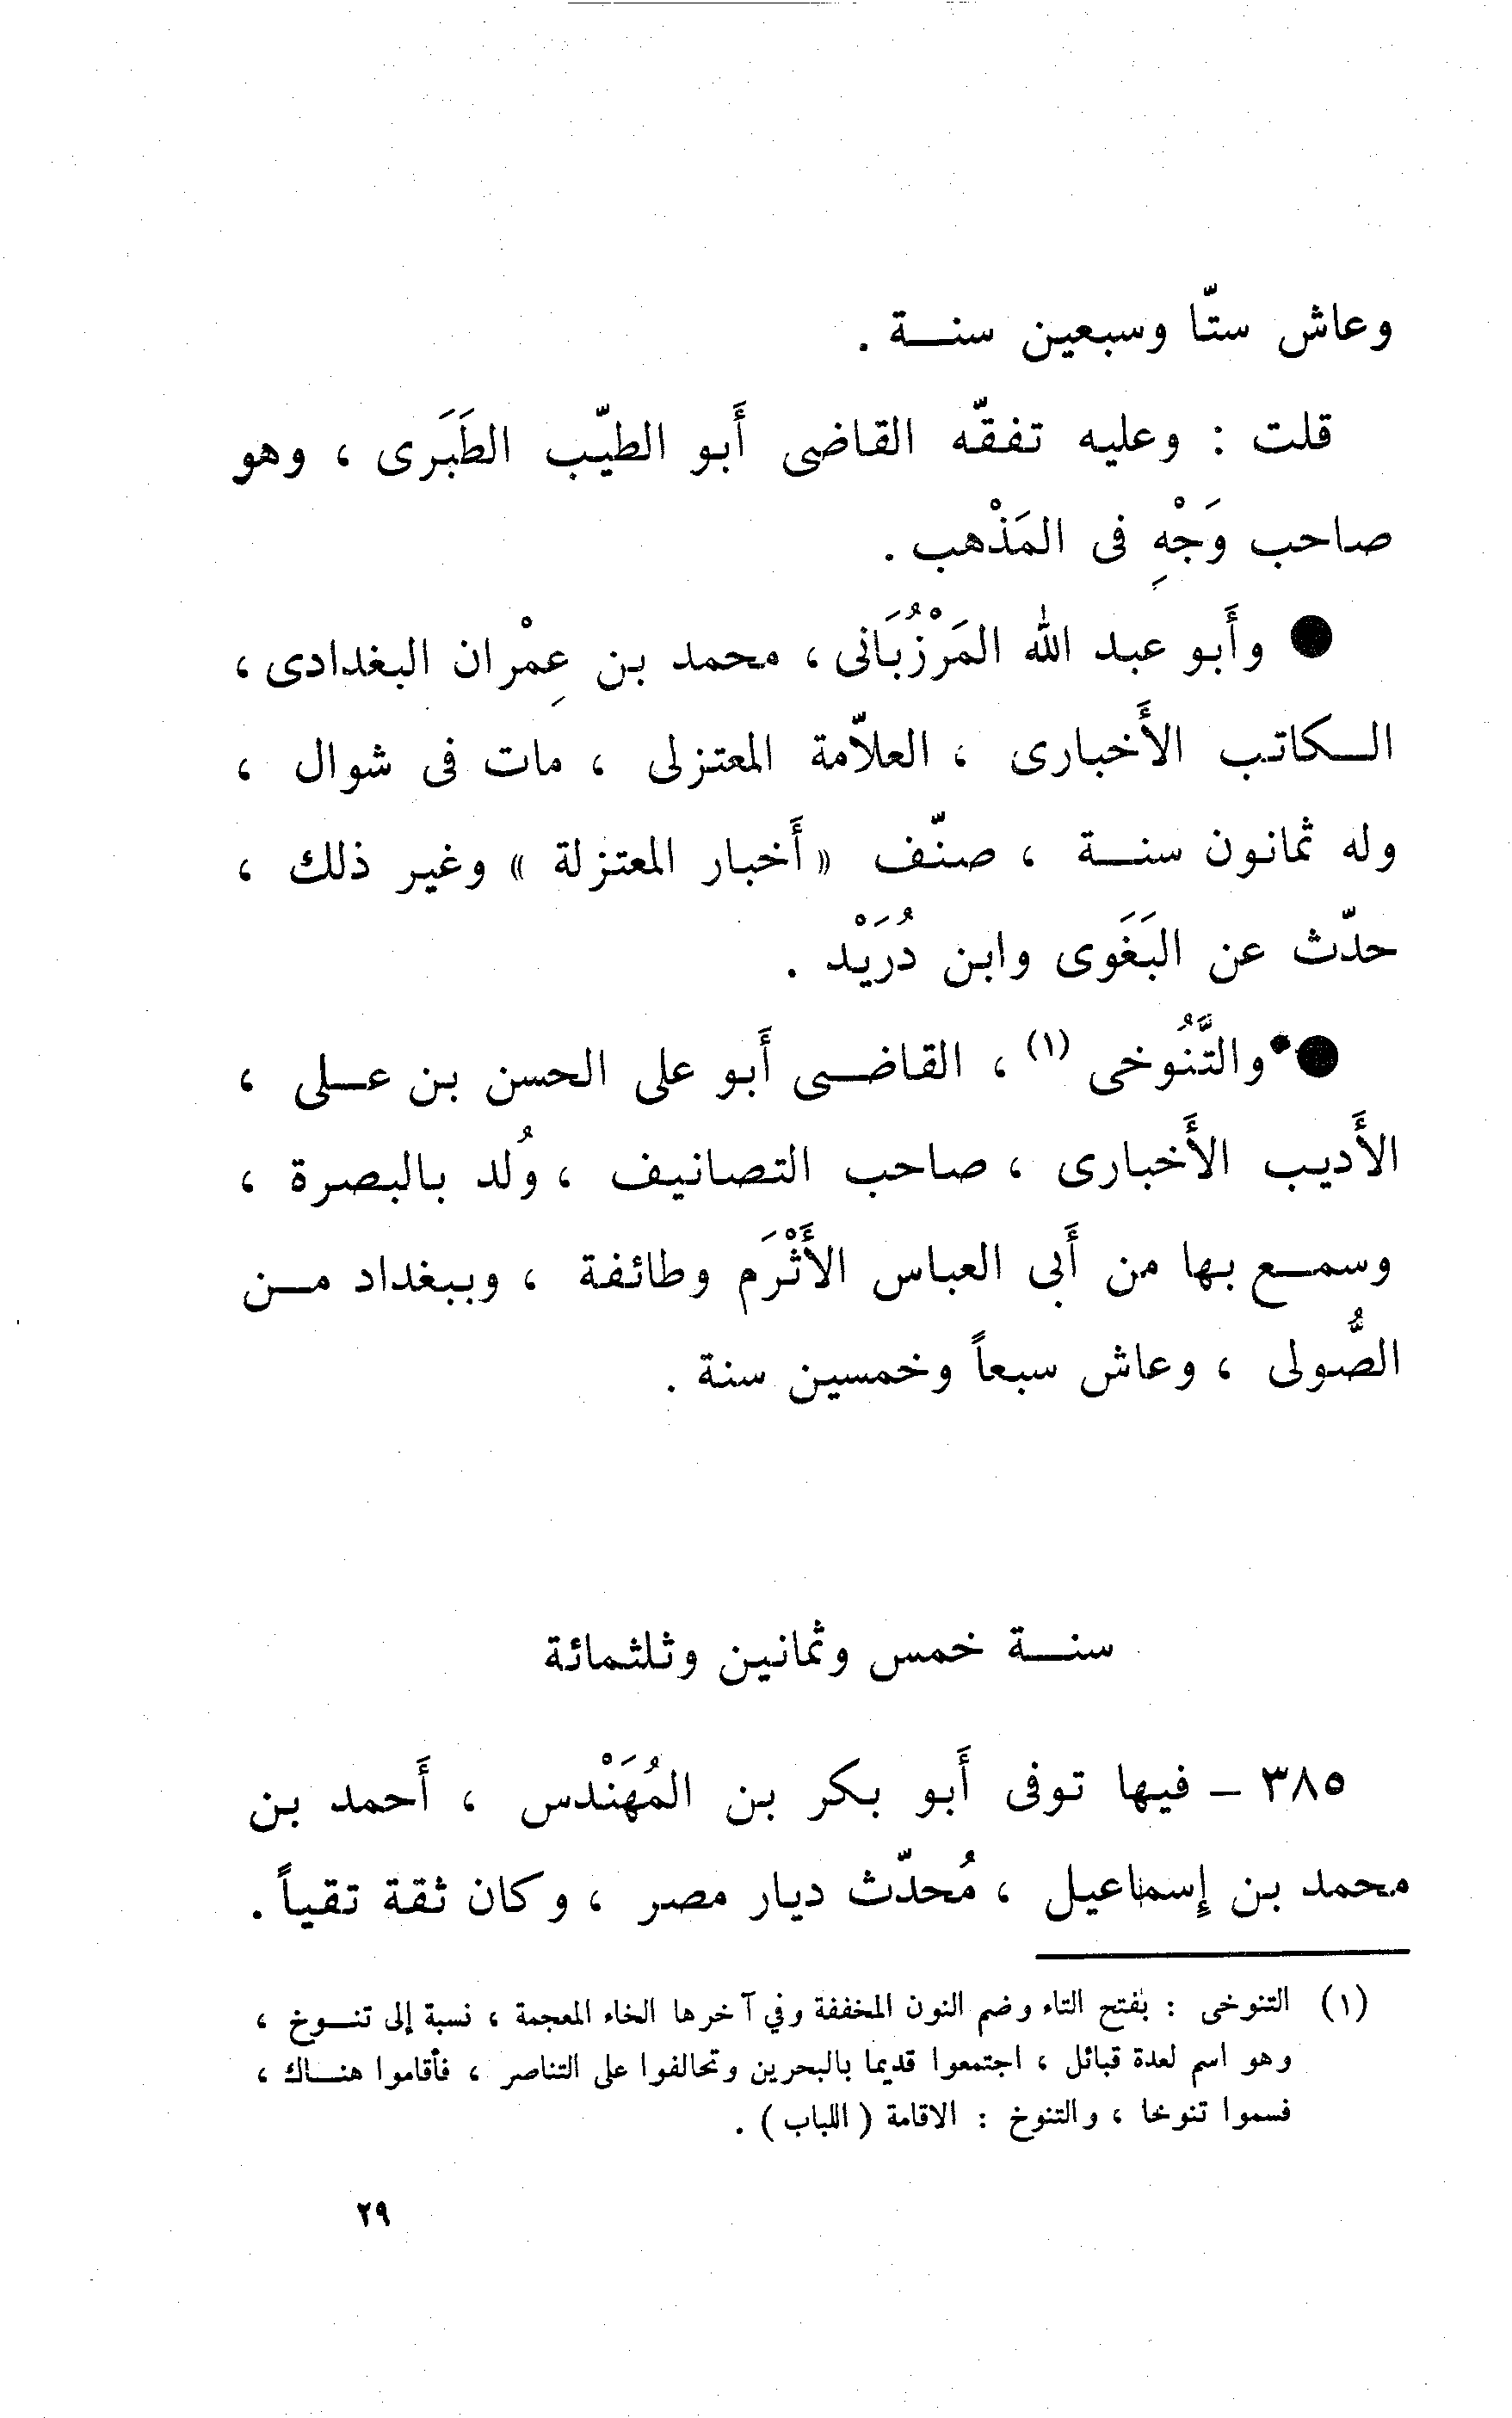 وعاش ستّا وسبعين سنة .
قلت : وعليه تفقّه القاضى أَبو الطيّب الطَبَرى ، وهو
صاحب وَجْهِ فى المَذْهب .
● وأَبو عبد الله المَرْزُبَانى ، محمد بن عِمْران البغدادى ،
الكاتب الأَخبارى ، العلاّمة المعتزلى ، مات فى شوال ،
وله ثمانون سنة ، صنّف « أَخبار المعتزلة » وغير ذلك ،
حدّث عن البَغَوى وابن دُرَيْد .
● والتَّنُوخى (١) ، القاضى أَبو على الحسن بن على ،
الأَديب الأَخبارى ، صاحب التصانيف ، وُلد بالبصرة ،
وسمع بها من أَبى العباس الأَثْرَم وطائفة ، وببغداد من
الصُّولى ، وعاش سبعاً وخمسين سنة .
سنة خمس وثمانين وثلثمائة
٣٨٥ – فيها توفى أَبو بكر بن المُهَنْدس ، أَحمد بن
محمد بن إِسماعيل ، مُحدّث ديار مصر ، وكان ثقة تقياً .
(١) التنوخى : بفتح التاء وضم النون المخففة وفي آخرها الخاء المعجمة ، نسبة إلى تنوخ ،
وهو اسم لعدة قبائل ، اجتمعوا قديما بالبحرين وتحالفوا على التناصر ، فأقاموا هناك ،
فسموا تنوخا ، والتنوخ : الاقامة ( اللباب ) .
٢٩